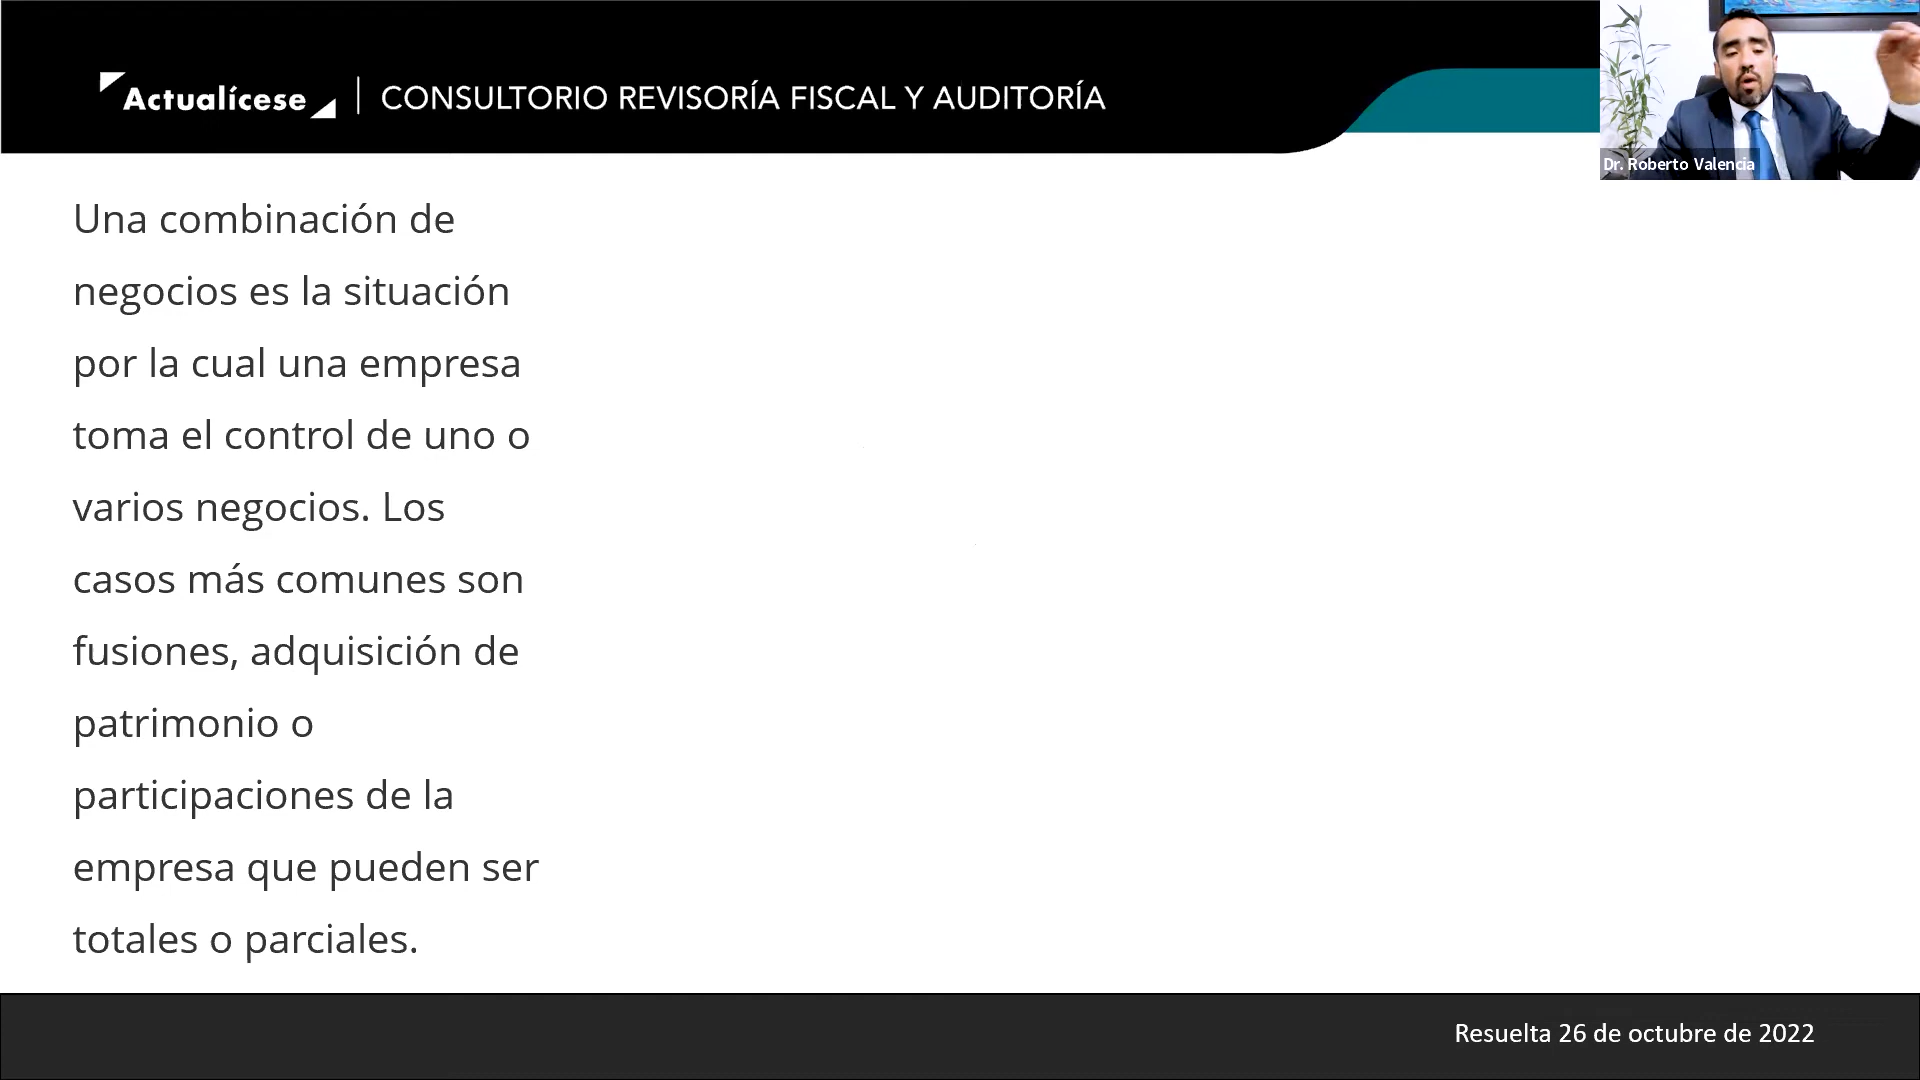 Actualícese | CONSULTORIO REVISORÍA FISCAL Y AUDITORÍA
Dr. Roberto Valencia
Una combinación de
negocios es la situación
por la cual una empresa
toma el control de uno o
varios negocios. Los
casos más comunes son
fusiones, adquisición de
patrimonio o
participaciones de la
empresa que pueden ser
totales o parciales.
Resuelta 26 de octubre de 2022